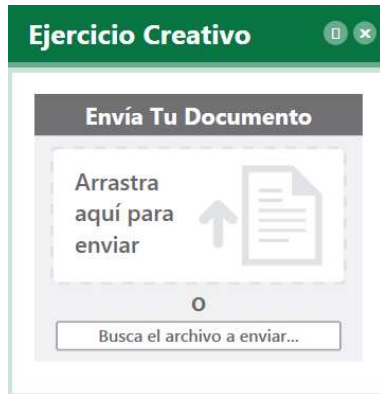 Ejercicio Creativo
Envía Tu Documento
Arrastra
aquí para
enviar
O
Busca el archivo a enviar...